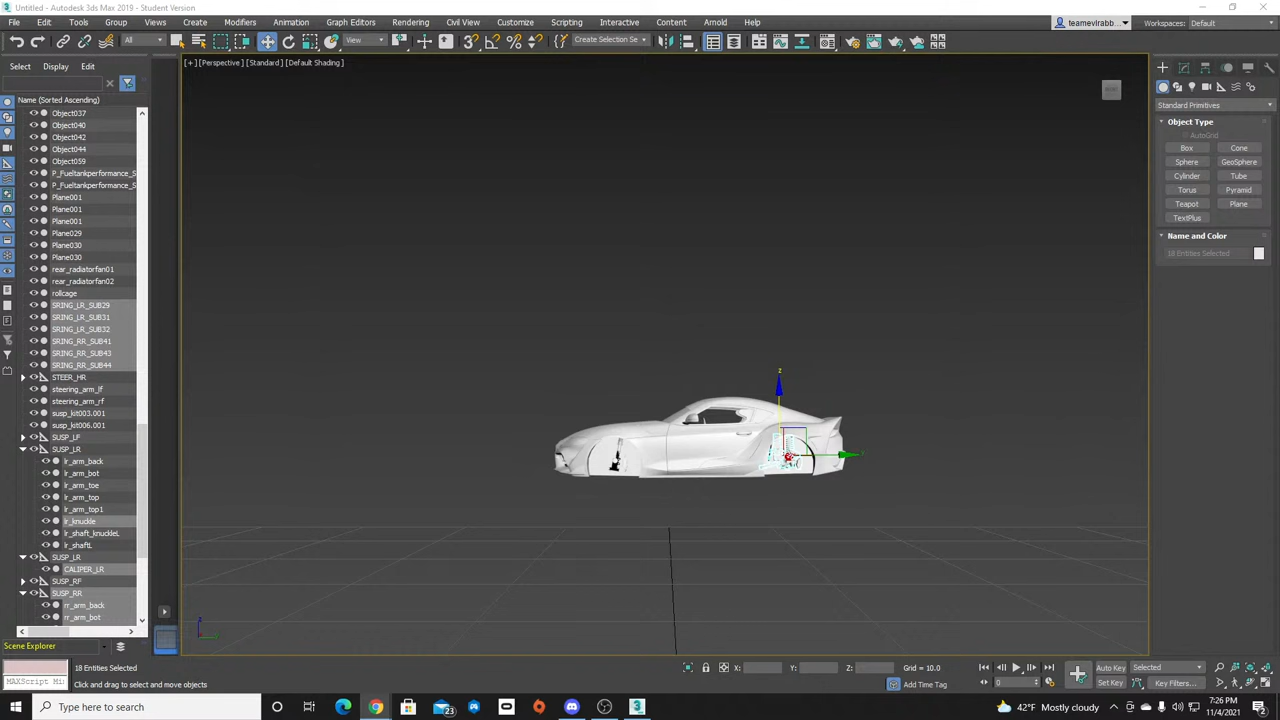 Untitled - Autodesk 3ds Max 2019 - Student Version
File Edit Tools Group Views Create Modifiers Animation Graph Editors Rendering Civil View Customize Scripting Interactive Content Arnold Help
teamevlrabb... Workspaces: Default
All View Create Selection Se
Select Display Edit
[+] [Perspective] [Standard] [Default Shading]
Name (Sorted Ascending)
Object037
Object040
Object042
Object044
Object059
P_Fueltankperformance_S
P_Fueltankperformance_S
Plane001
Plane001
Plane001
Plane029
Plane030
Plane030
rear_radiatorfan01
rear_radiatorfan02
rollcage
SRING_LR_SUB29
SRING_LR_SUB31
SRING_LR_SUB32
SRING_RR_SUB41
SRING_RR_SUB43
SRING_RR_SUB44
STEER_HR
steering_arm_lf
steering_arm_rf
susp_kit003.001
susp_kit006.001
SUSP_LF
SUSP_LR
lr_arm_back
lr_arm_bot
lr_arm_toe
lr_arm_top
lr_arm_top1
lr_knuckle
lr_shaft_knuckleL
lr_shaftL
SUSP_LR
CALIPER_LR
SUSP_RF
SUSP_RR
rr_arm_back
rr_arm_bot
Scene Explorer
z
z
Standard Primitives
Object Type
AutoGrid
Box Cone
Sphere GeoSphere
Cylinder Tube
Torus Pyramid
Teapot Plane
TextPlus
Name and Color
18 Entities Selected
18 Entities Selected
MAXScript Mi:
Click and drag to select and move objects
X: Y: Z: Grid = 10.0
Add Time Tag
0
Auto Key Selected
Set Key Key Filters...
Type here to search
23
42°F Mostly cloudy
7:26 PM
11/4/2021
2